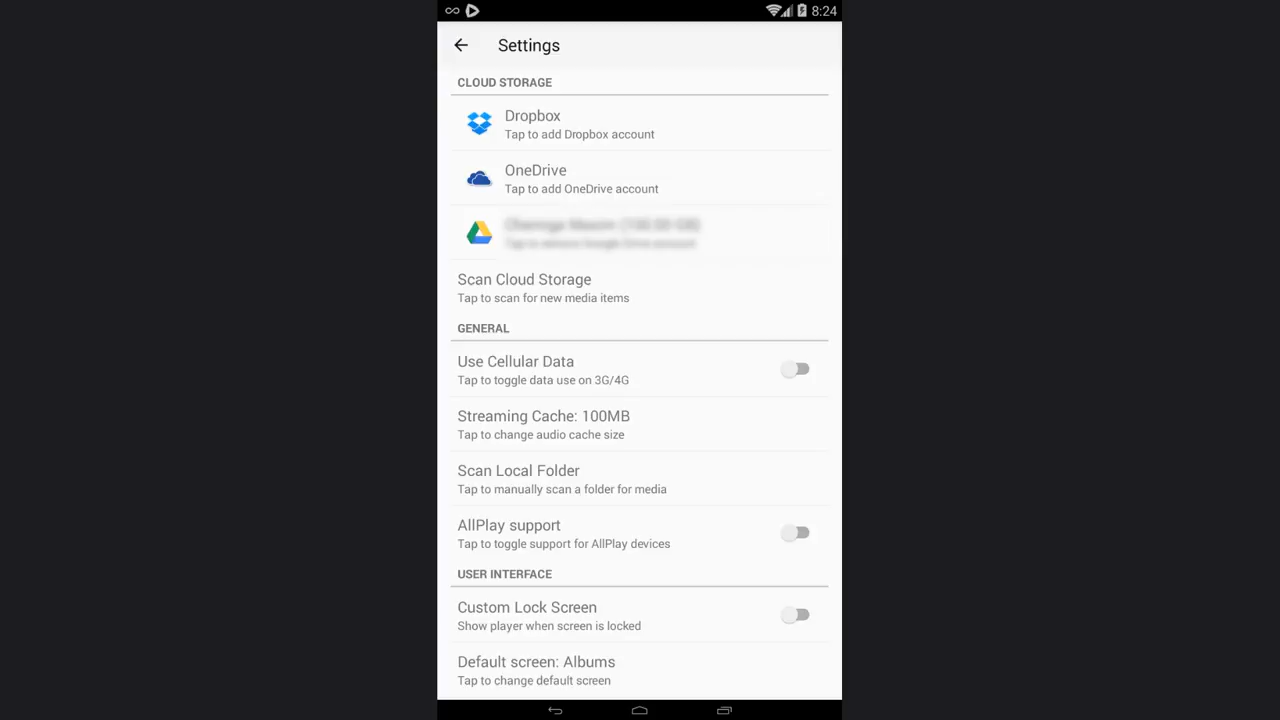 8:24
Settings
CLOUD STORAGE
Dropbox
Tap to add Dropbox account
OneDrive
Tap to add OneDrive account
Scan Cloud Storage
Tap to scan for new media items
GENERAL
Use Cellular Data
Tap to toggle data use on 3G/4G
Streaming Cache: 100MB
Tap to change audio cache size
Scan Local Folder
Tap to manually scan a folder for media
AllPlay support
Tap to toggle support for AllPlay devices
USER INTERFACE
Custom Lock Screen
Show player when screen is locked
Default screen: Albums
Tap to change default screen